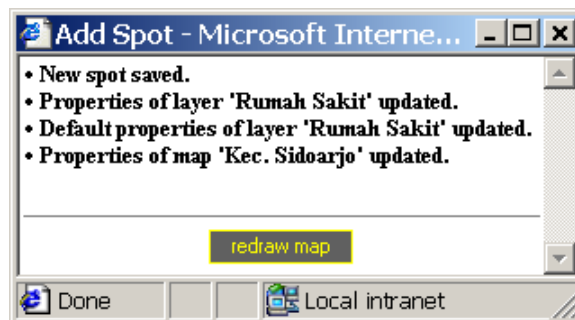 Add Spot - Microsoft Interne...
• New spot saved.
• Properties of layer 'Rumah Sakit' updated.
• Default properties of layer 'Rumah Sakit' updated.
• Properties of map 'Kec. Sidoarjo' updated.
redraw map
Done
Local intranet